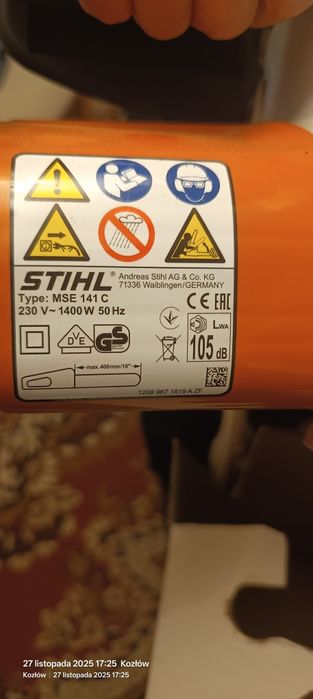 STIHL®
Andreas Stihl AG & Co. KG
71336 Waiblingen/GERMANY
Type: MSE 141 C
230 V~ 1400 W 50 Hz
CE EAC
LWA
105 dB
D E
GS
max.400mm/16"
1208 967 1819 A ZF
27 listopada 2025 17:25 Kozłów
Kozłów | 27 listopada 2025 17:25